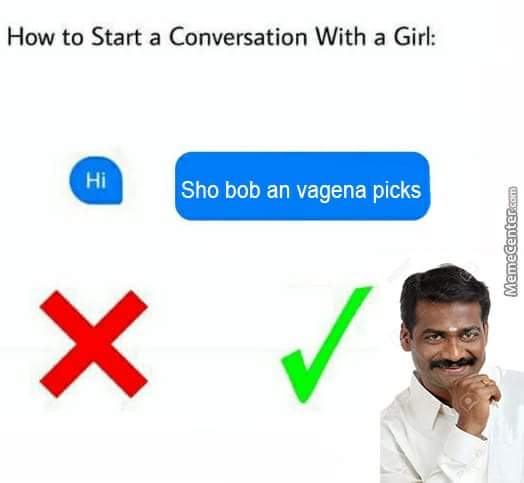 How to Start a Conversation With a Girl:
Hi
Sho bob an vagena picks
MemeCenter.com